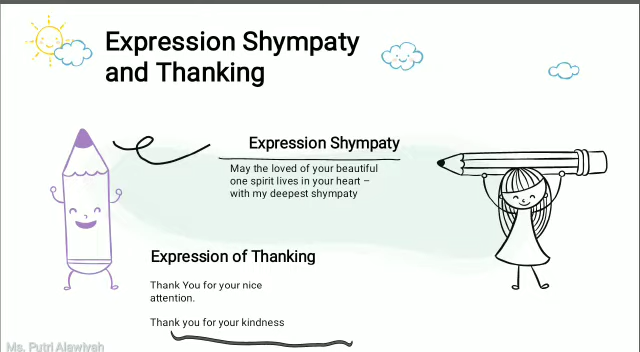 Expression Shympaty
and Thanking
Expression Shympaty
May the loved of your beautiful
one spirit lives in your heart –
with my deepest shympaty
Expression of Thanking
Thank You for your nice
attention.
Thank you for your kindness
Ms. Putri Alawiyah